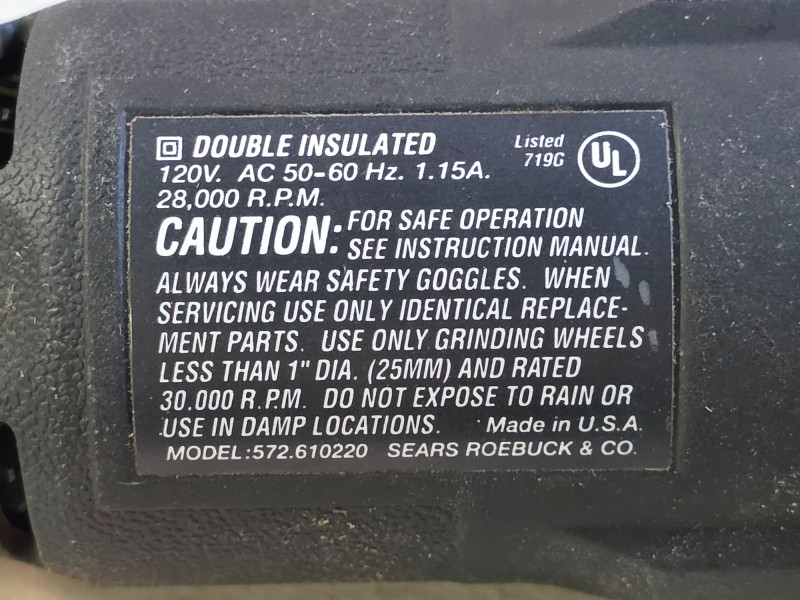 DOUBLE INSULATED
Listed
719G
UL
120V. AC 50-60 Hz. 1.15A.
28,000 R.P.M.
CAUTION: FOR SAFE OPERATION
SEE INSTRUCTION MANUAL.
ALWAYS WEAR SAFETY GOGGLES. WHEN
SERVICING USE ONLY IDENTICAL REPLACE-
MENT PARTS. USE ONLY GRINDING WHEELS
LESS THAN 1" DIA. (25MM) AND RATED
30.000 R.P.M. DO NOT EXPOSE TO RAIN OR
USE IN DAMP LOCATIONS. Made in U.S.A.
MODEL:572.610220 SEARS ROEBUCK & CO.